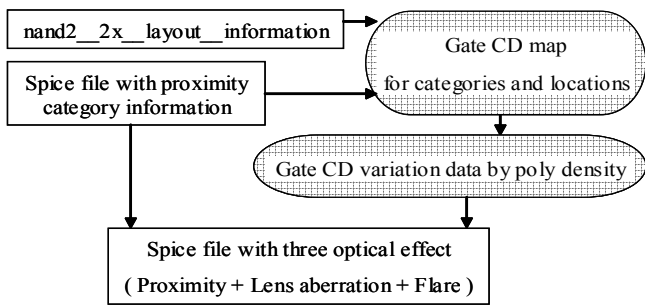 nand2__2x__layout__information
Gate CD map
for categories and locations
Spice file with proximity
category information
Gate CD variation data by poly density
Spice file with three optical effect
( Proximity + Lens aberration + Flare )